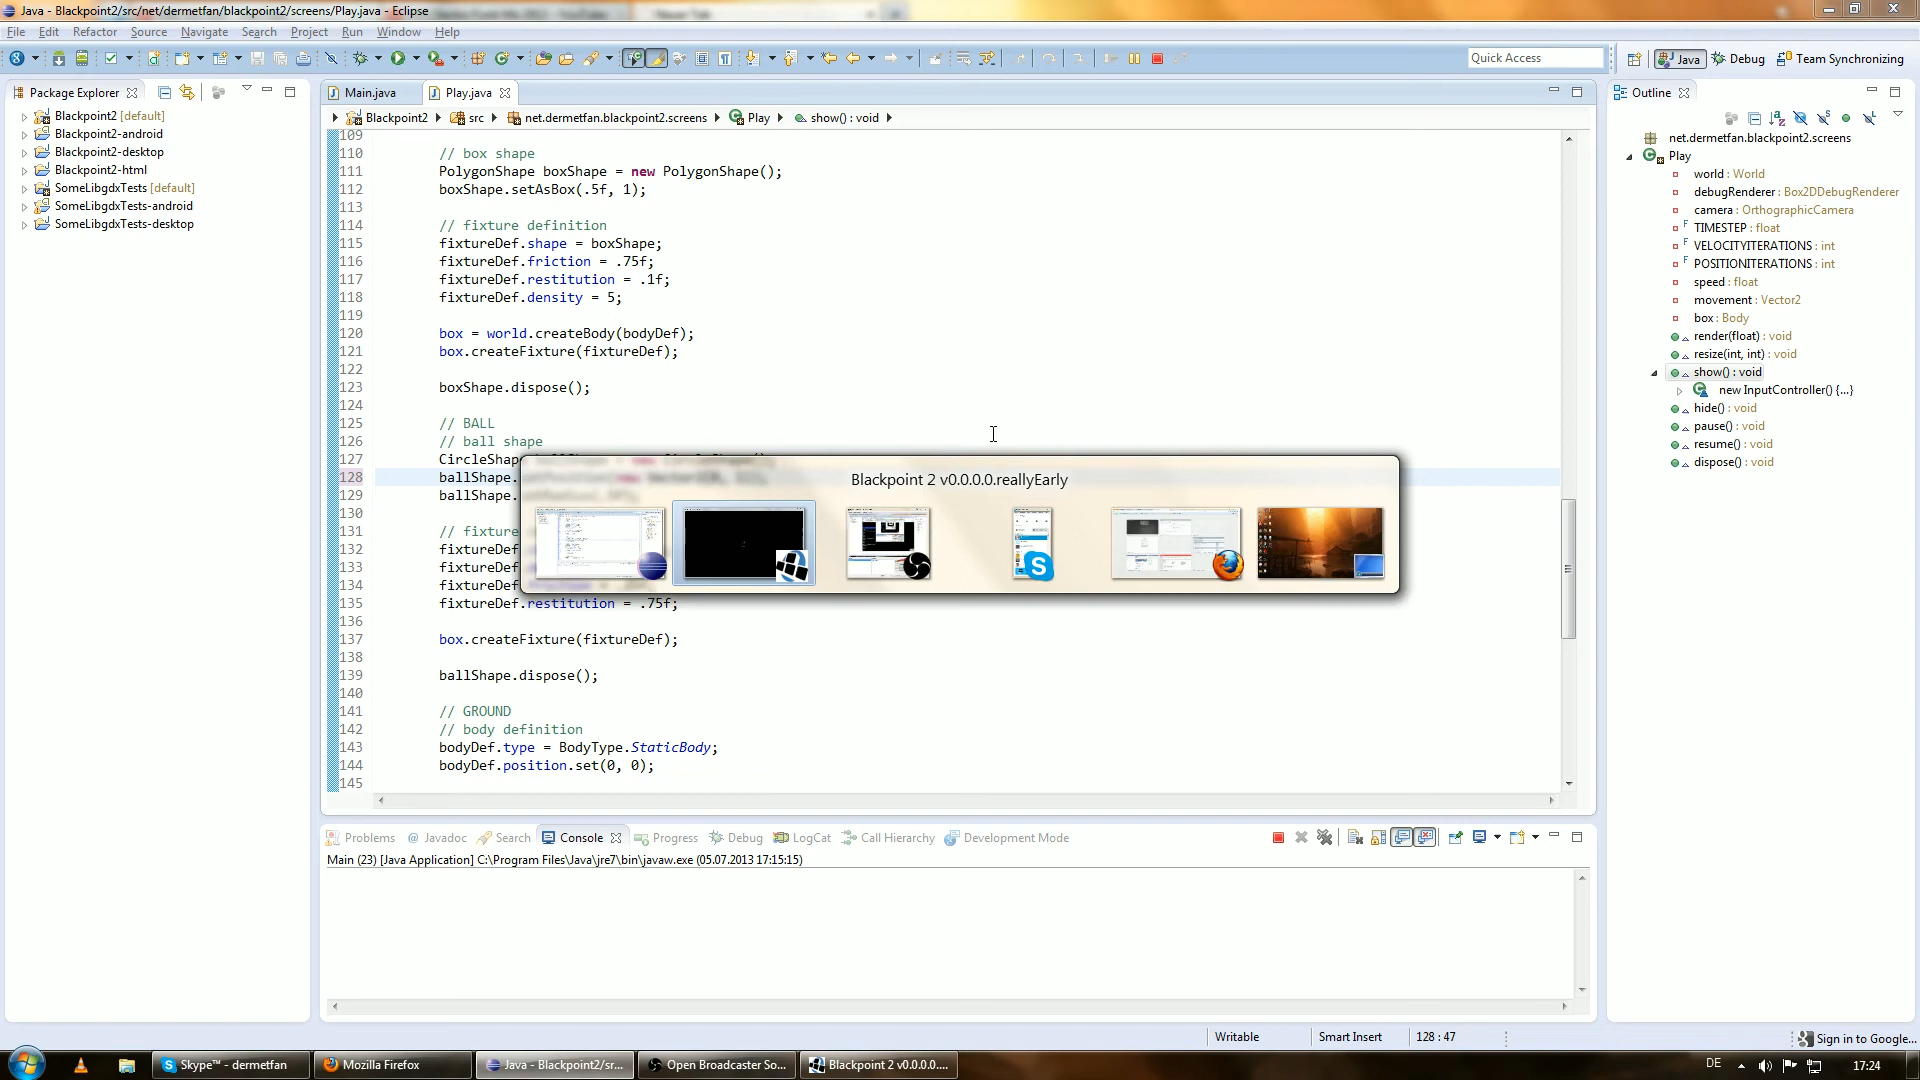 Java - Blackpoint2/src/net/dermetfan/blackpoint2/screens/Play.java - Eclipse
File Edit Refactor Source Navigate Search Project Run Window Help
Quick Access
Java
Debug
Team Synchronizing
Package Explorer
Blackpoint2 [default]
Blackpoint2-android
Blackpoint2-desktop
Blackpoint2-html
SomeLibgdxTests [default]
SomeLibgdxTests-android
SomeLibgdxTests-desktop
Main.java
Play.java
Blackpoint2 src net.dermetfan.blackpoint2.screens Play show() : void
109
110 // box shape
111 PolygonShape boxShape = new PolygonShape();
112 boxShape.setAsBox(.5f, 1);
113
114 // fixture definition
115 fixtureDef.shape = boxShape;
116 fixtureDef.friction = .75f;
117 fixtureDef.restitution = .1f;
118 fixtureDef.density = 5;
119
120 box = world.createBody(bodyDef);
121 box.createFixture(fixtureDef);
122
123 boxShape.dispose();
124
125 // BALL
126 // ball shape
127 CircleShape
128 ballShape.
129 ballShape.
130
131 // fixture
132 fixtureDef
133 fixtureDef
134 fixtureDef
135 fixtureDef.restitution = .75f;
136
137 box.createFixture(fixtureDef);
138
139 ballShape.dispose();
140
141 // GROUND
142 // body definition
143 bodyDef.type = BodyType.StaticBody;
144 bodyDef.position.set(0, 0);
145
Blackpoint 2 v0.0.0.0.reallyEarly
Outline
net.dermetfan.blackpoint2.screens
Play
world : World
debugRenderer : Box2DDebugRenderer
camera : OrthographicCamera
TIMESTEP : float
VELOCITYITERATIONS : int
POSITIONITERATIONS : int
speed : float
movement : Vector2
box : Body
render(float) : void
resize(int, int) : void
show() : void
new InputController() {...}
hide() : void
pause() : void
resume() : void
dispose() : void
Problems @ Javadoc Search Console Progress Debug LogCat Call Hierarchy Development Mode
Main (23) [Java Application] C:\Program Files\Java\jre7\bin\javaw.exe (05.07.2013 17:15:15)
Writable
Smart Insert
128 : 47
Sign in to Google...
Skype™ - dermetfan
Mozilla Firefox
Java - Blackpoint2/sr...
Open Broadcaster So...
Blackpoint 2 v0.0.0.0....
DE
17:24